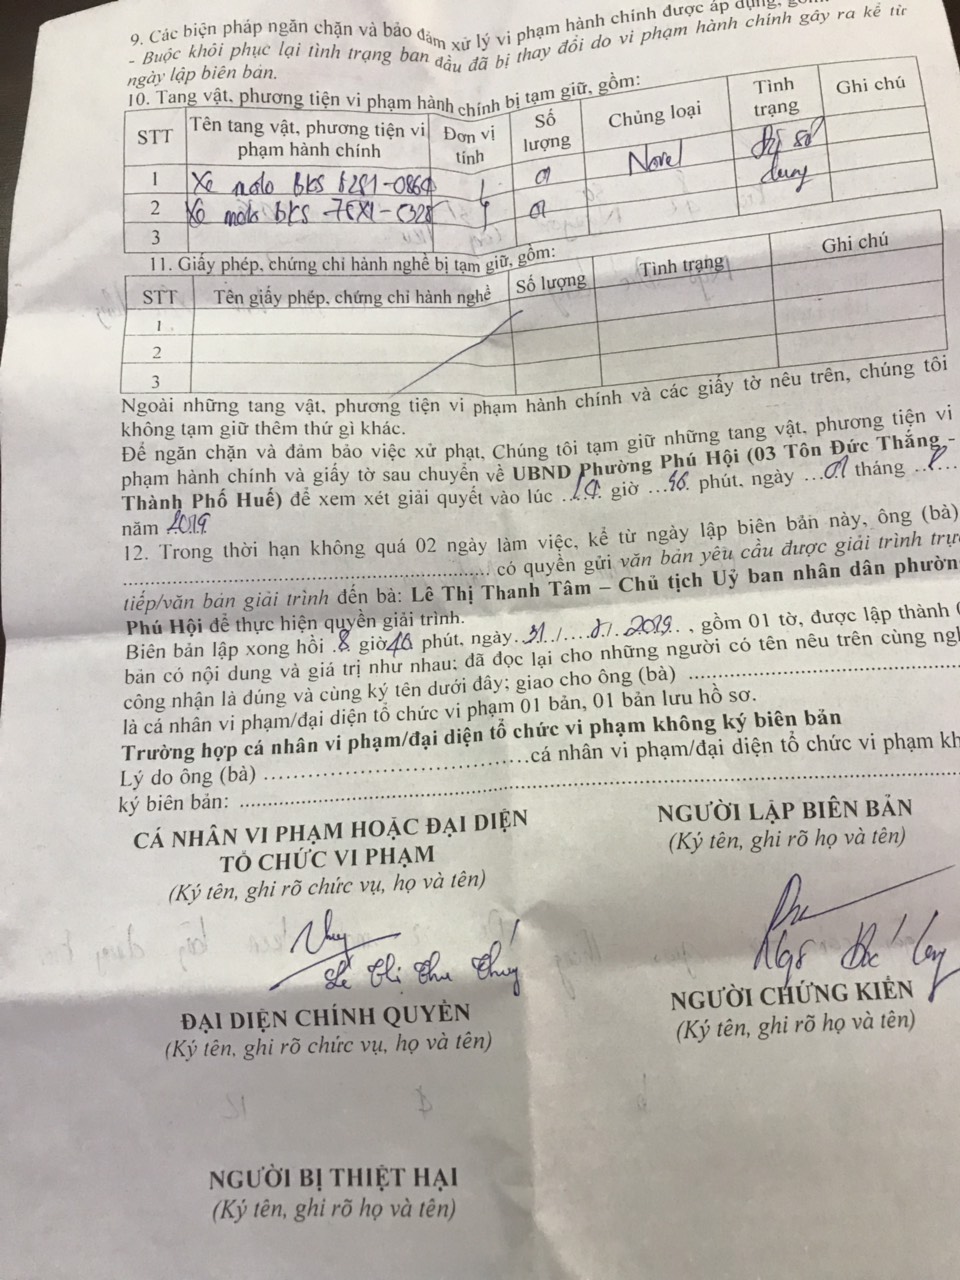 9. Các biện pháp ngăn chặn và bảo đảm xử lý vi phạm hành chính được áp dụng, gồm
- Buộc khôi phục lại tình trạng ban đầu đã bị thay đổi do vi phạm hành chính gây ra kể từ
ngày lập biên bản.
10. Tang vật, phương tiện vi phạm hành chính bị tạm giữ, gồm:
STT Tên tang vật, phương tiện vi phạm hành chính Đơn vị tính Số lượng Chủng loại Tình trạng Ghi chú
1 Xe môtô BKS 01 Novel
2 Xe môtô BKS 01
3
11. Giấy phép, chứng chỉ hành nghề bị tạm giữ, gồm:
STT Tên giấy phép, chứng chỉ hành nghề Số lượng Tình trạng Ghi chú
1
2
3
Ngoài những tang vật, phương tiện vi phạm hành chính và các giấy tờ nêu trên, chúng tôi
không tạm giữ thêm thứ gì khác.
Để ngăn chặn và đảm bảo việc xử phạt, Chúng tôi tạm giữ những tang vật, phương tiện vi
phạm hành chính và giấy tờ sau chuyển về UBND Phường Phú Hội (03 Tôn Đức Thắng -
Thành Phố Huế) để xem xét giải quyết vào lúc giờ phút, ngày tháng
năm 2019
12. Trong thời hạn không quá 02 ngày làm việc, kể từ ngày lập biên bản này, ông (bà)
có quyền gửi văn bản yêu cầu được giải trình trực
tiếp/văn bản giải trình đến bà: Lê Thị Thanh Tâm – Chủ tịch Uỷ ban nhân dân phường
Phú Hội để thực hiện quyền giải trình.
Biên bản lập xong hồi 8 giờ phút, ngày 31/ 2019, gồm 01 tờ, được lập thành
bản có nội dung và giá trị như nhau; đã đọc lại cho những người có tên nêu trên cùng
công nhận là đúng và cùng ký tên dưới đây; giao cho ông (bà)
là cá nhân vi phạm/đại diện tổ chức vi phạm 01 bản, 01 bản lưu hồ sơ.
Trường hợp cá nhân vi phạm/đại diện tổ chức vi phạm không ký biên bản
Lý do ông (bà) cá nhân vi phạm/đại diện tổ chức vi phạm kh
ký biên bản:
CÁ NHÂN VI PHẠM HOẶC ĐẠI DIỆN
TỔ CHỨC VI PHẠM
(Ký tên, ghi rõ chức vụ, họ và tên)
NGƯỜI LẬP BIÊN BẢN
(Ký tên, ghi rõ họ và tên)
Lê Thị Thu Thuỷ
ĐẠI DIỆN CHÍNH QUYỀN
(Ký tên, ghi rõ chức vụ, họ và tên)
NGƯỜI CHỨNG KIẾN
(Ký tên, ghi rõ họ và tên)
NGƯỜI BỊ THIỆT HẠI
(Ký tên, ghi rõ họ và tên)